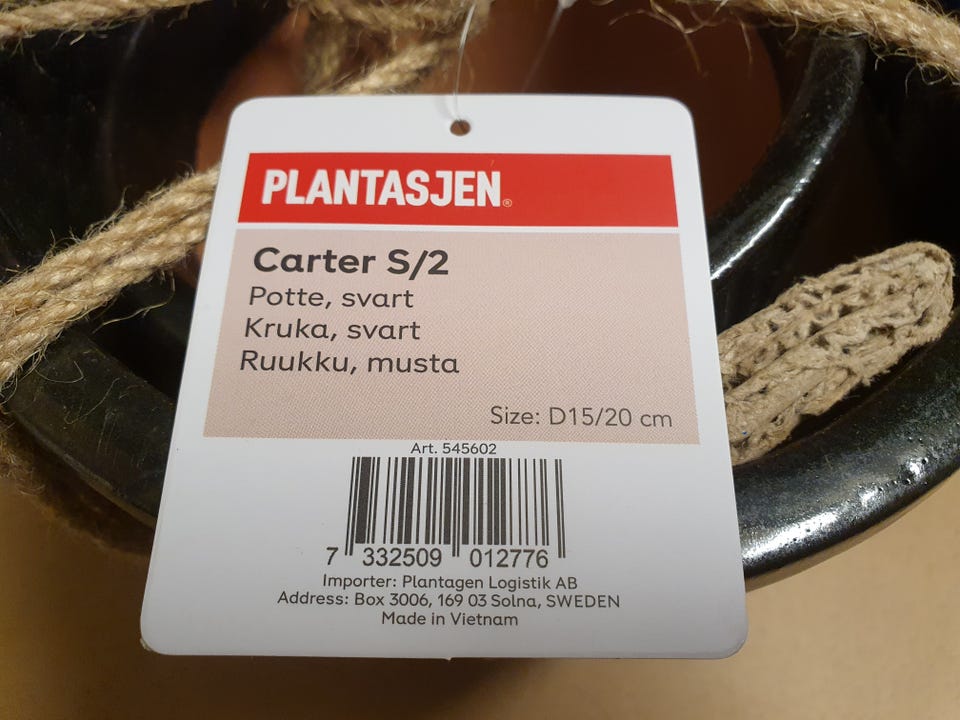 PLANTASJEN®
Carter S/2
Potte, svart
Kruka, svart
Ruukku, musta
Size: D15/20 cm
Art. 545602
7 332509 012776
Importer: Plantagen Logistik AB
Address: Box 3006, 169 03 Solna, SWEDEN
Made in Vietnam